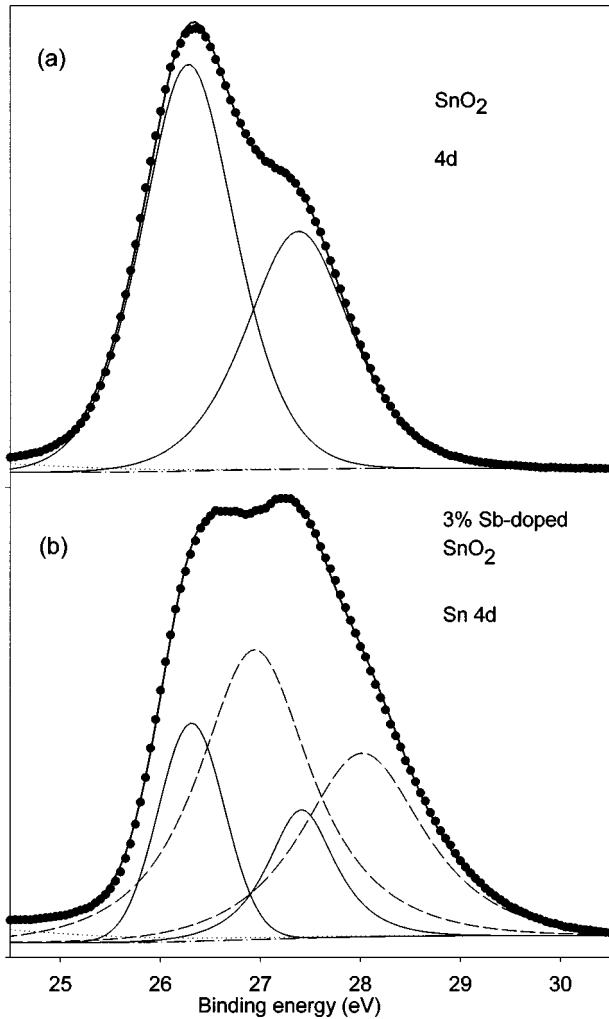 (a)
SnO2
4d
3% Sb-doped
(b)
SnO2
Sn 4d
25 26 27 28 29 30
Binding energy (eV)